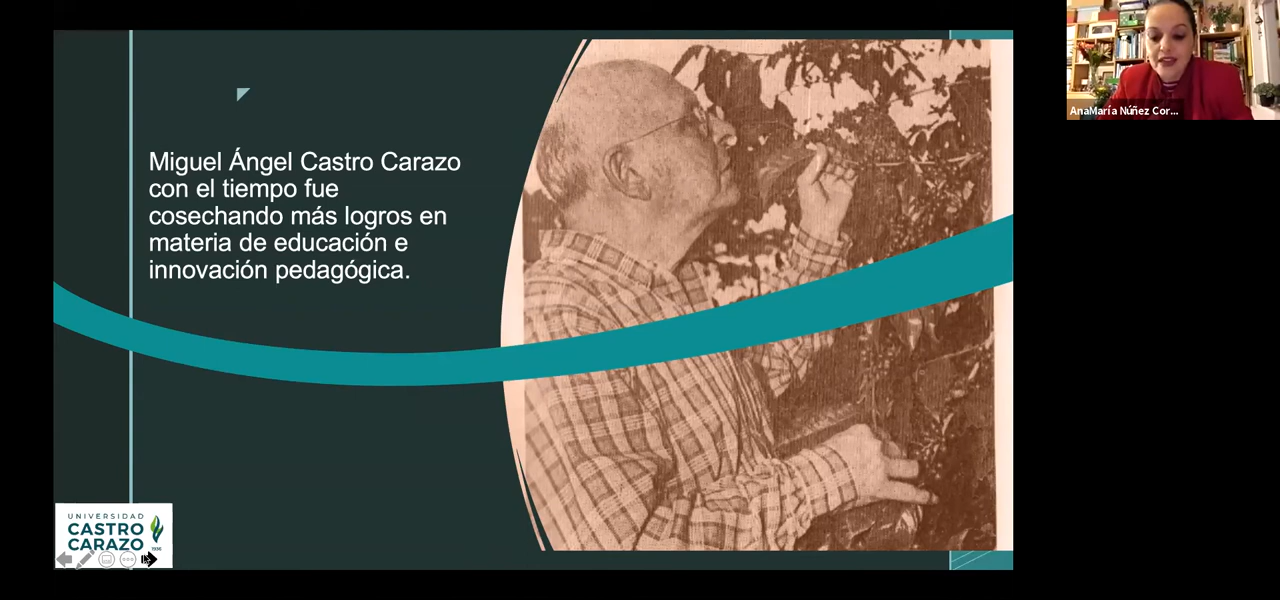 Miguel Ángel Castro Carazo
con el tiempo fue
cosechando más logros en
materia de educación e
innovación pedagógica.
UNIVERSIDAD
CASTRO
CARAZO
1936
AnaMaría Núñez Cor...